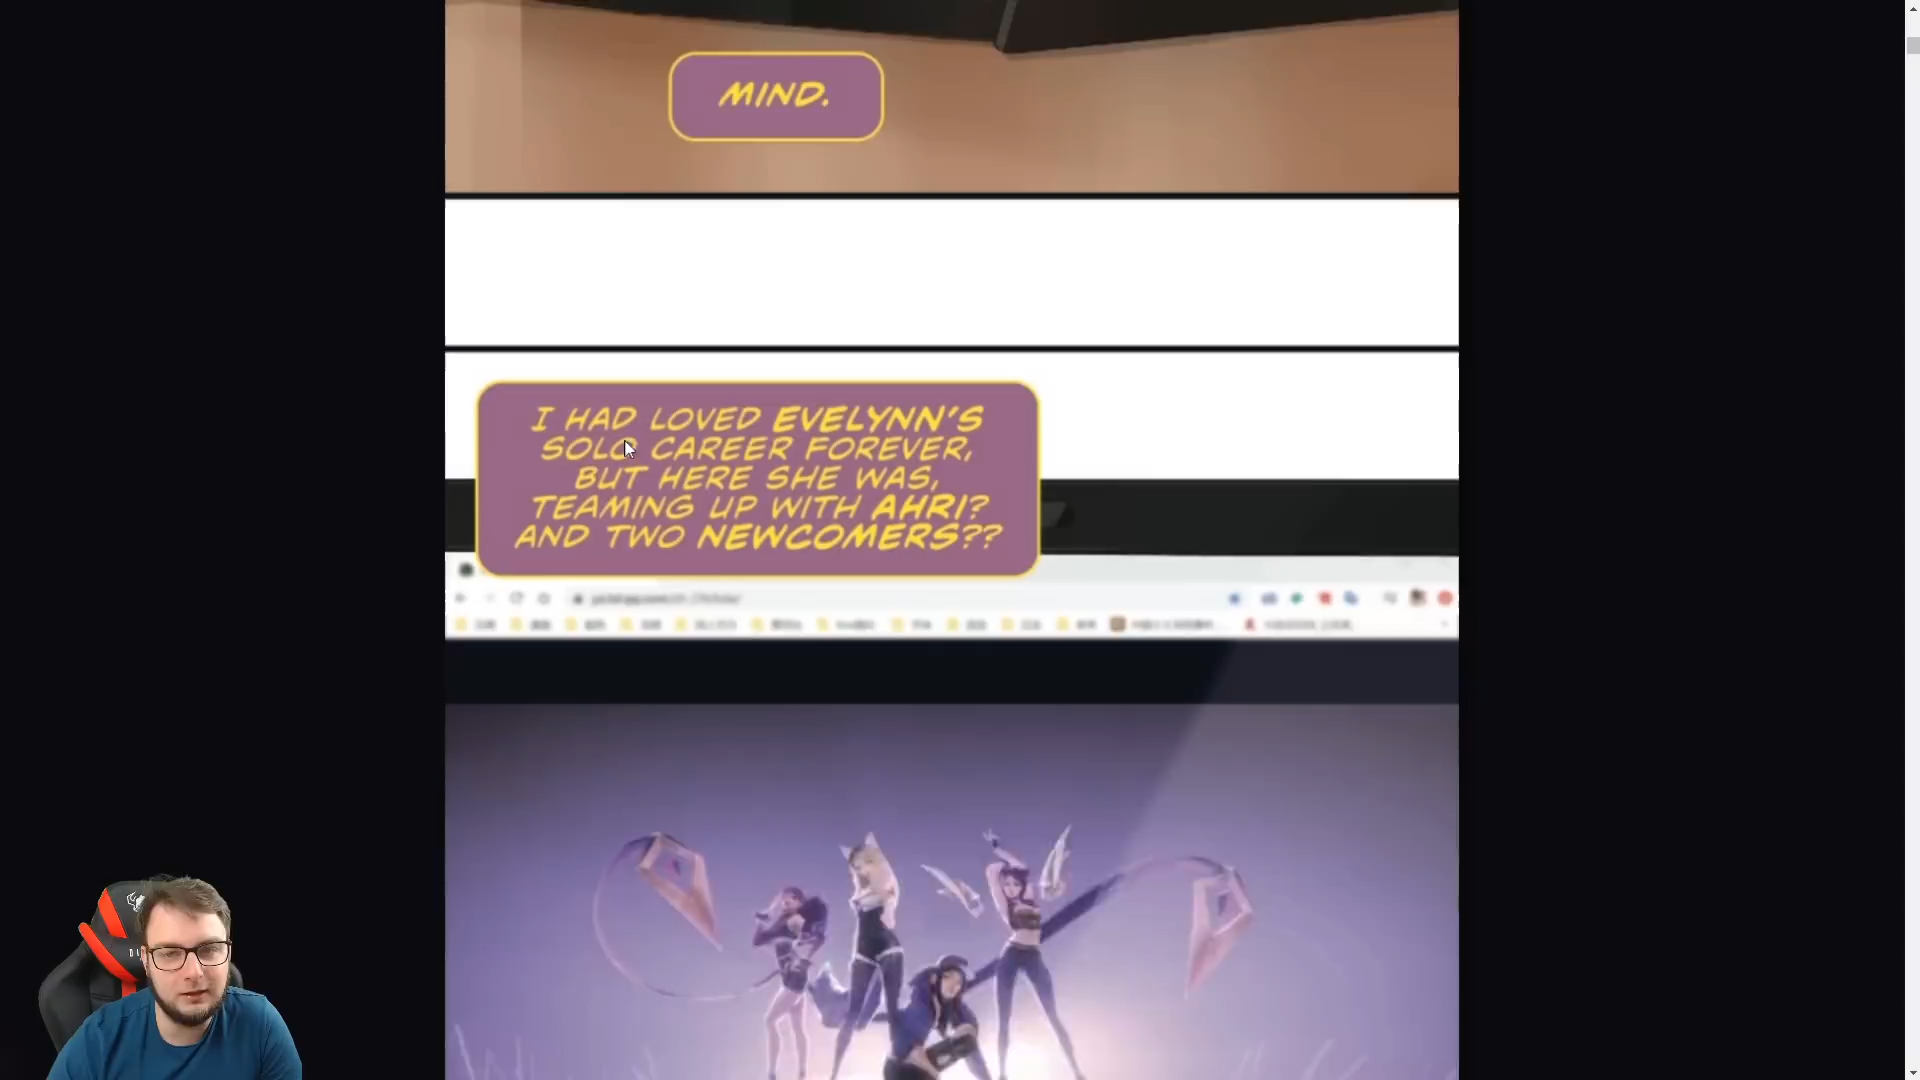 MIND.
I HAD LOVED EVELYNN'S
SOLO CAREER FOREVER,
BUT HERE SHE WAS,
TEAMING UP WITH AHRI?
AND TWO NEWCOMERS??